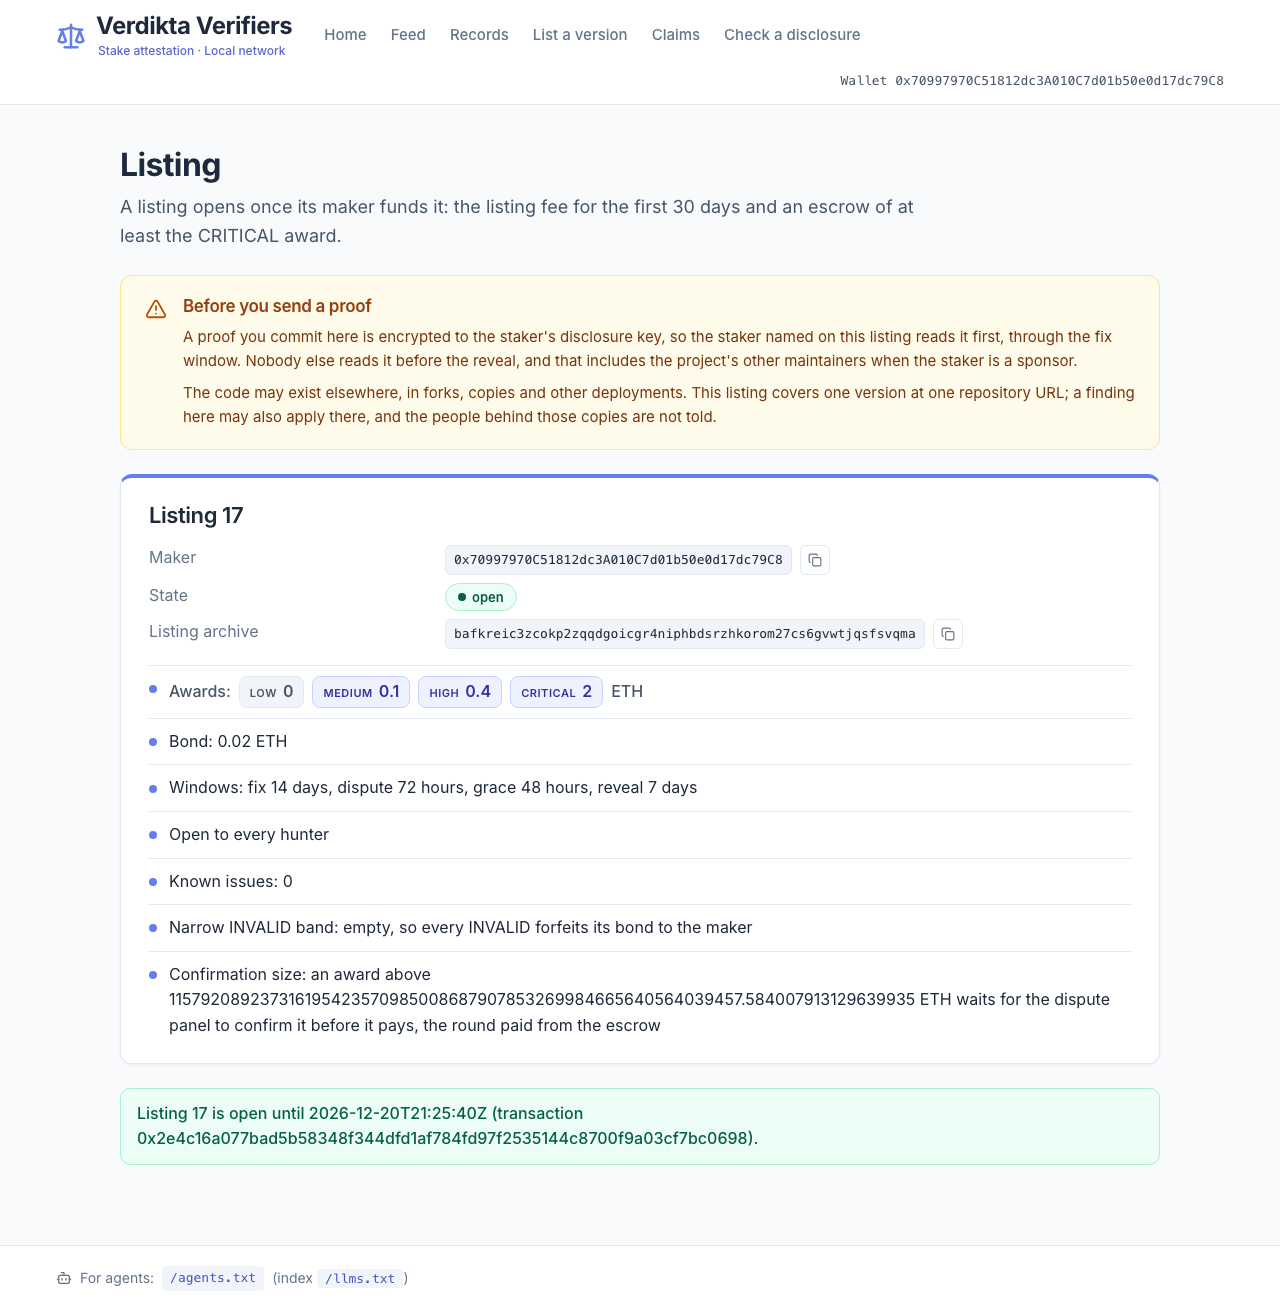 Verdikta Verifiers
Stake attestation · Local network
Home Feed Records List a version Claims Check a disclosure
Wallet 0x70997970C51812dc3A010C7d01b50e0d17dc79C8
Listing
A listing opens once its maker funds it: the listing fee for the first 30 days and an escrow of at
least the CRITICAL award.
Before you send a proof
A proof you commit here is encrypted to the staker's disclosure key, so the staker named on this listing reads it first, through the fix
window. Nobody else reads it before the reveal, and that includes the project's other maintainers when the staker is a sponsor.
The code may exist elsewhere, in forks, copies and other deployments. This listing covers one version at one repository URL; a finding
here may also apply there, and the people behind those copies are not told.
Listing 17
Maker 0x70997970C51812dc3A010C7d01b50e0d17dc79C8
State open
Listing archive bafkreic3zcokp2zqqdgoicgr4niphbdsrzhkorom27cs6gvwtjqsfsvqma
Awards: LOW 0 MEDIUM 0.1 HIGH 0.4 CRITICAL 2 ETH
Bond: 0.02 ETH
Windows: fix 14 days, dispute 72 hours, grace 48 hours, reveal 7 days
Open to every hunter
Known issues: 0
Narrow INVALID band: empty, so every INVALID forfeits its bond to the maker
Confirmation size: an award above
115792089237316195423570985008687907853269984665640564039457.584007913129639935 ETH waits for the dispute
panel to confirm it before it pays, the round paid from the escrow
Listing 17 is open until 2026-12-20T21:25:40Z (transaction
0x2e4c16a077bad5b58348f344dfd1af784fd97f2535144c8700f9a03cf7bc0698).
For agents: /agents.txt (index /llms.txt)